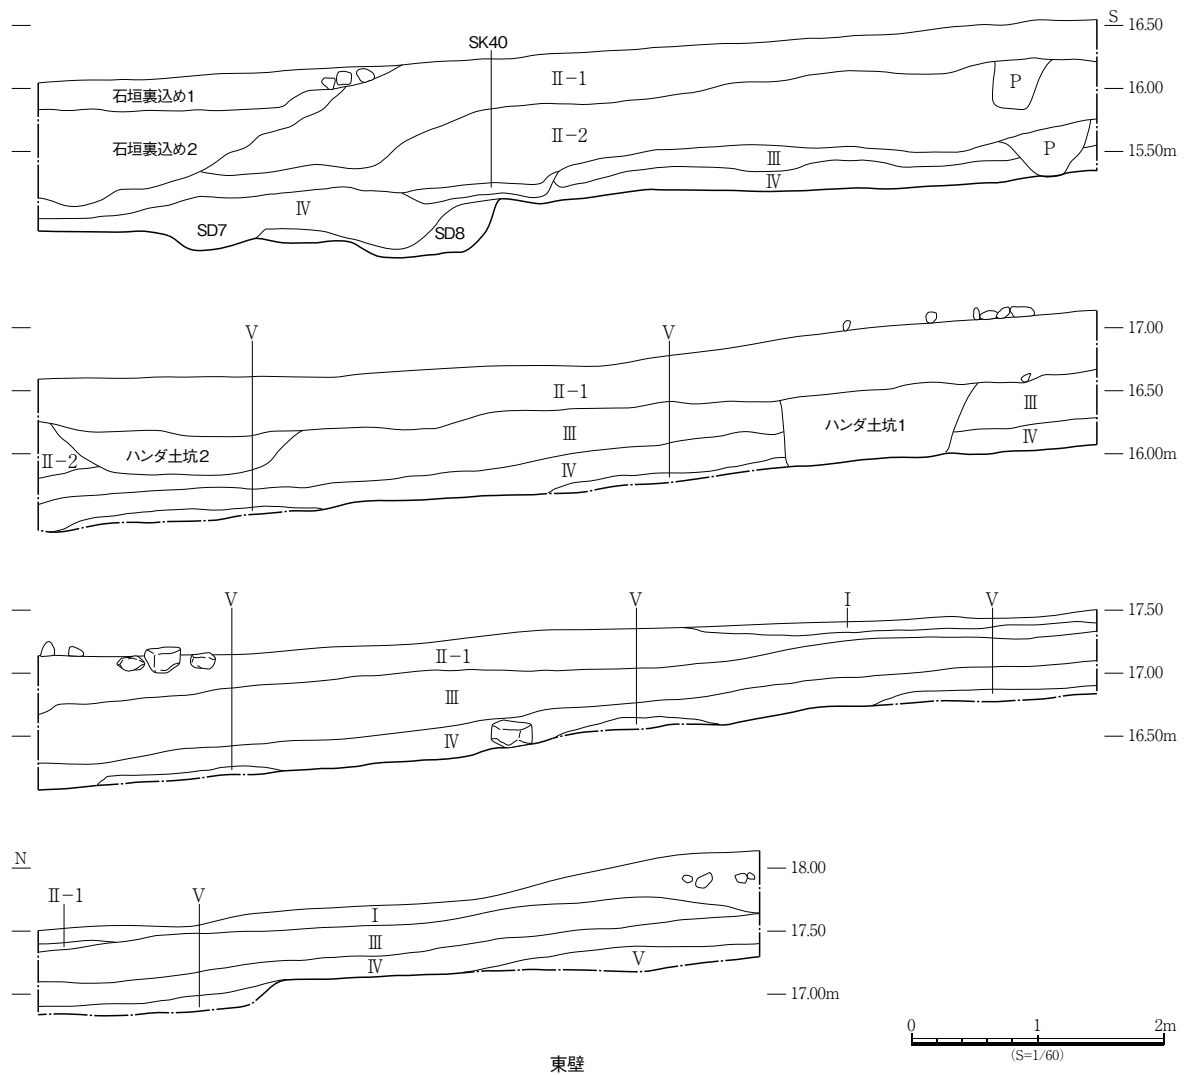 S
16.50
SK40
Ⅱ-1
P
16.00
石垣裏込め1
Ⅱ-2
石垣裏込め2
P
15.50m
Ⅲ
Ⅳ
Ⅳ
SD7
SD8
17.00
V
V
Ⅱ-1
16.50
Ⅲ
ハンダ土坑1
Ⅲ
Ⅳ
Ⅱ-2
ハンダ土坑2
16.00m
Ⅳ
V
V
I
V
17.50
Ⅱ-1
17.00
Ⅲ
Ⅳ
16.50m
N
18.00
Ⅱ-1
V
I
17.50
Ⅲ
Ⅳ
V
17.00m
0 1 2m
(S=1/60)
東壁